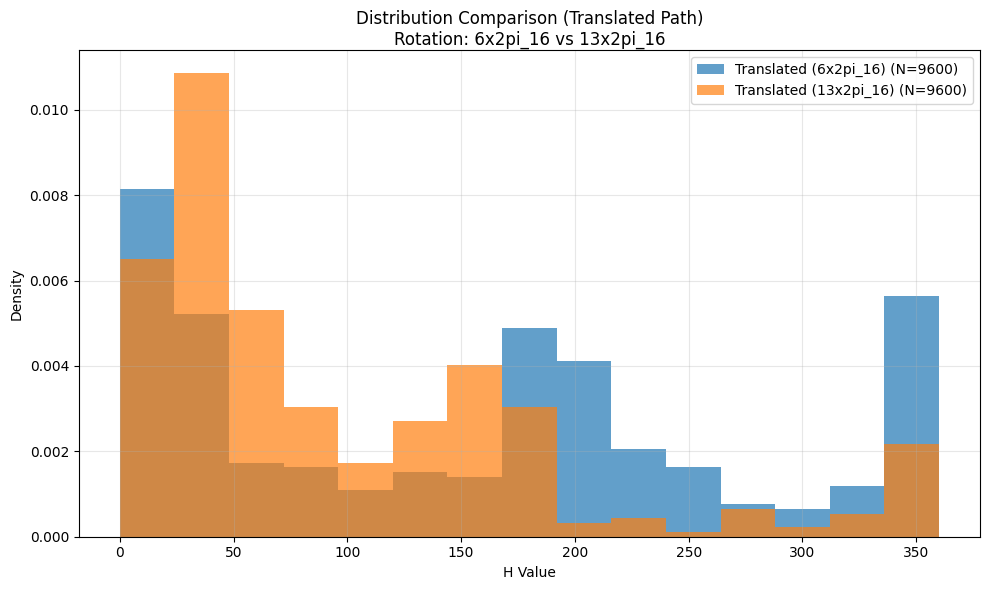 Distribution Comparison (Translated Path)
Rotation: 6x2pi_16 vs 13x2pi_16
Translated (6x2pi_16) (N=9600)
Translated (13x2pi_16) (N=9600)
Density
0.010
0.008
0.006
0.004
0.002
0.000
0 50 100 150 200 250 300 350
H Value